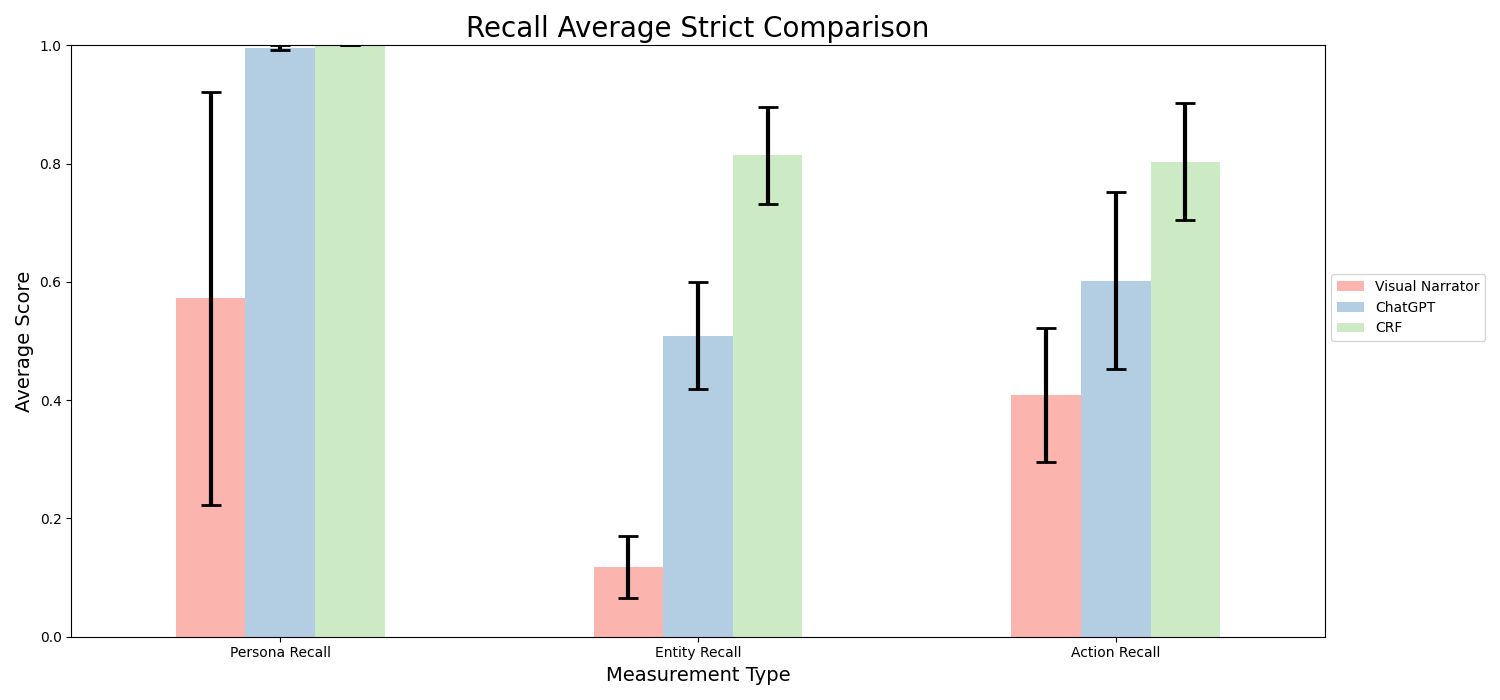 Recall Average Strict Comparison
1.0
0.8
0.6
0.4
0.2
0.0
Average Score
Persona Recall
Entity Recall
Action Recall
Measurement Type
Visual Narrator
ChatGPT
CRF